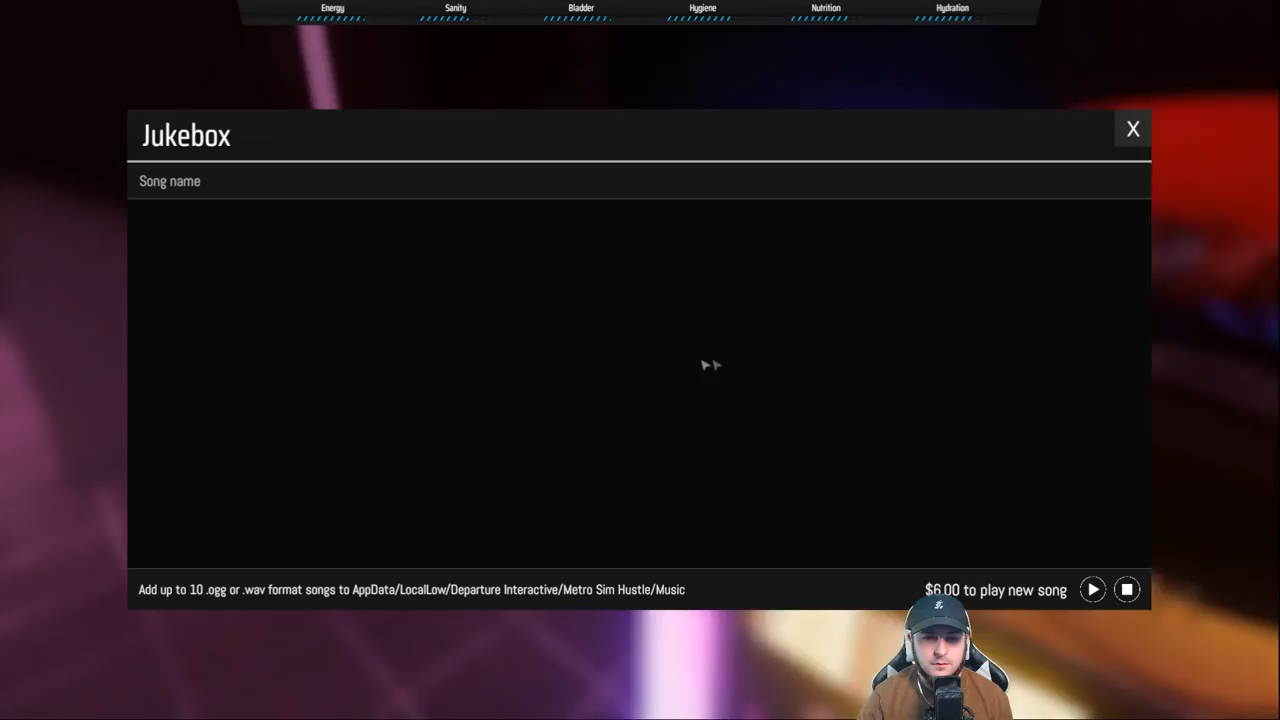 Energy Sanity Bladder Hygiene Nutrition Hydration
Jukebox
X
Song name
Add up to 10 .ogg or .wav format songs to AppData/LocalLow/Departure Interactive/Metro Sim Hustle/Music
$6.00 to play new song